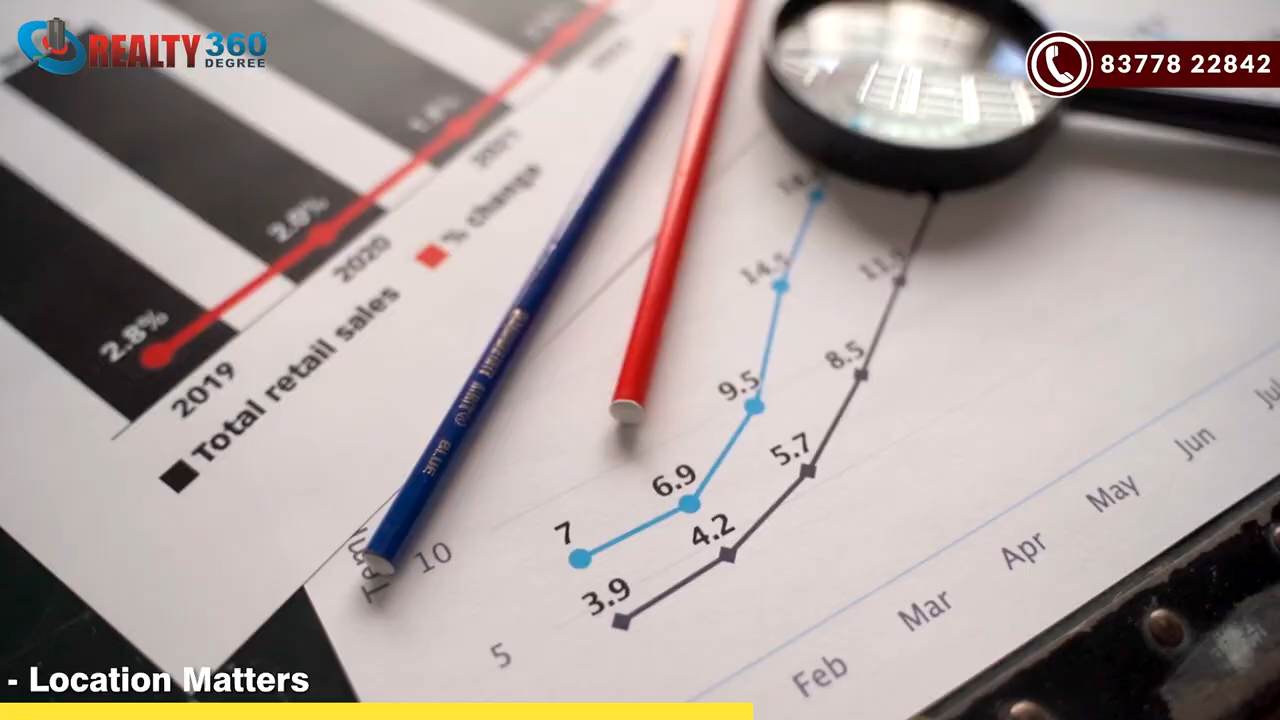 REALTY 360
DEGREE
83778 22842
2021
% change
2.0%
2020
2.8%
2019
Total retail sales
BLUE
14.5
9.5
8.5
6.9
5.7
7
4.2
3.9
10
5
Feb
Mar
Apr
May
Jun
- Location Matters